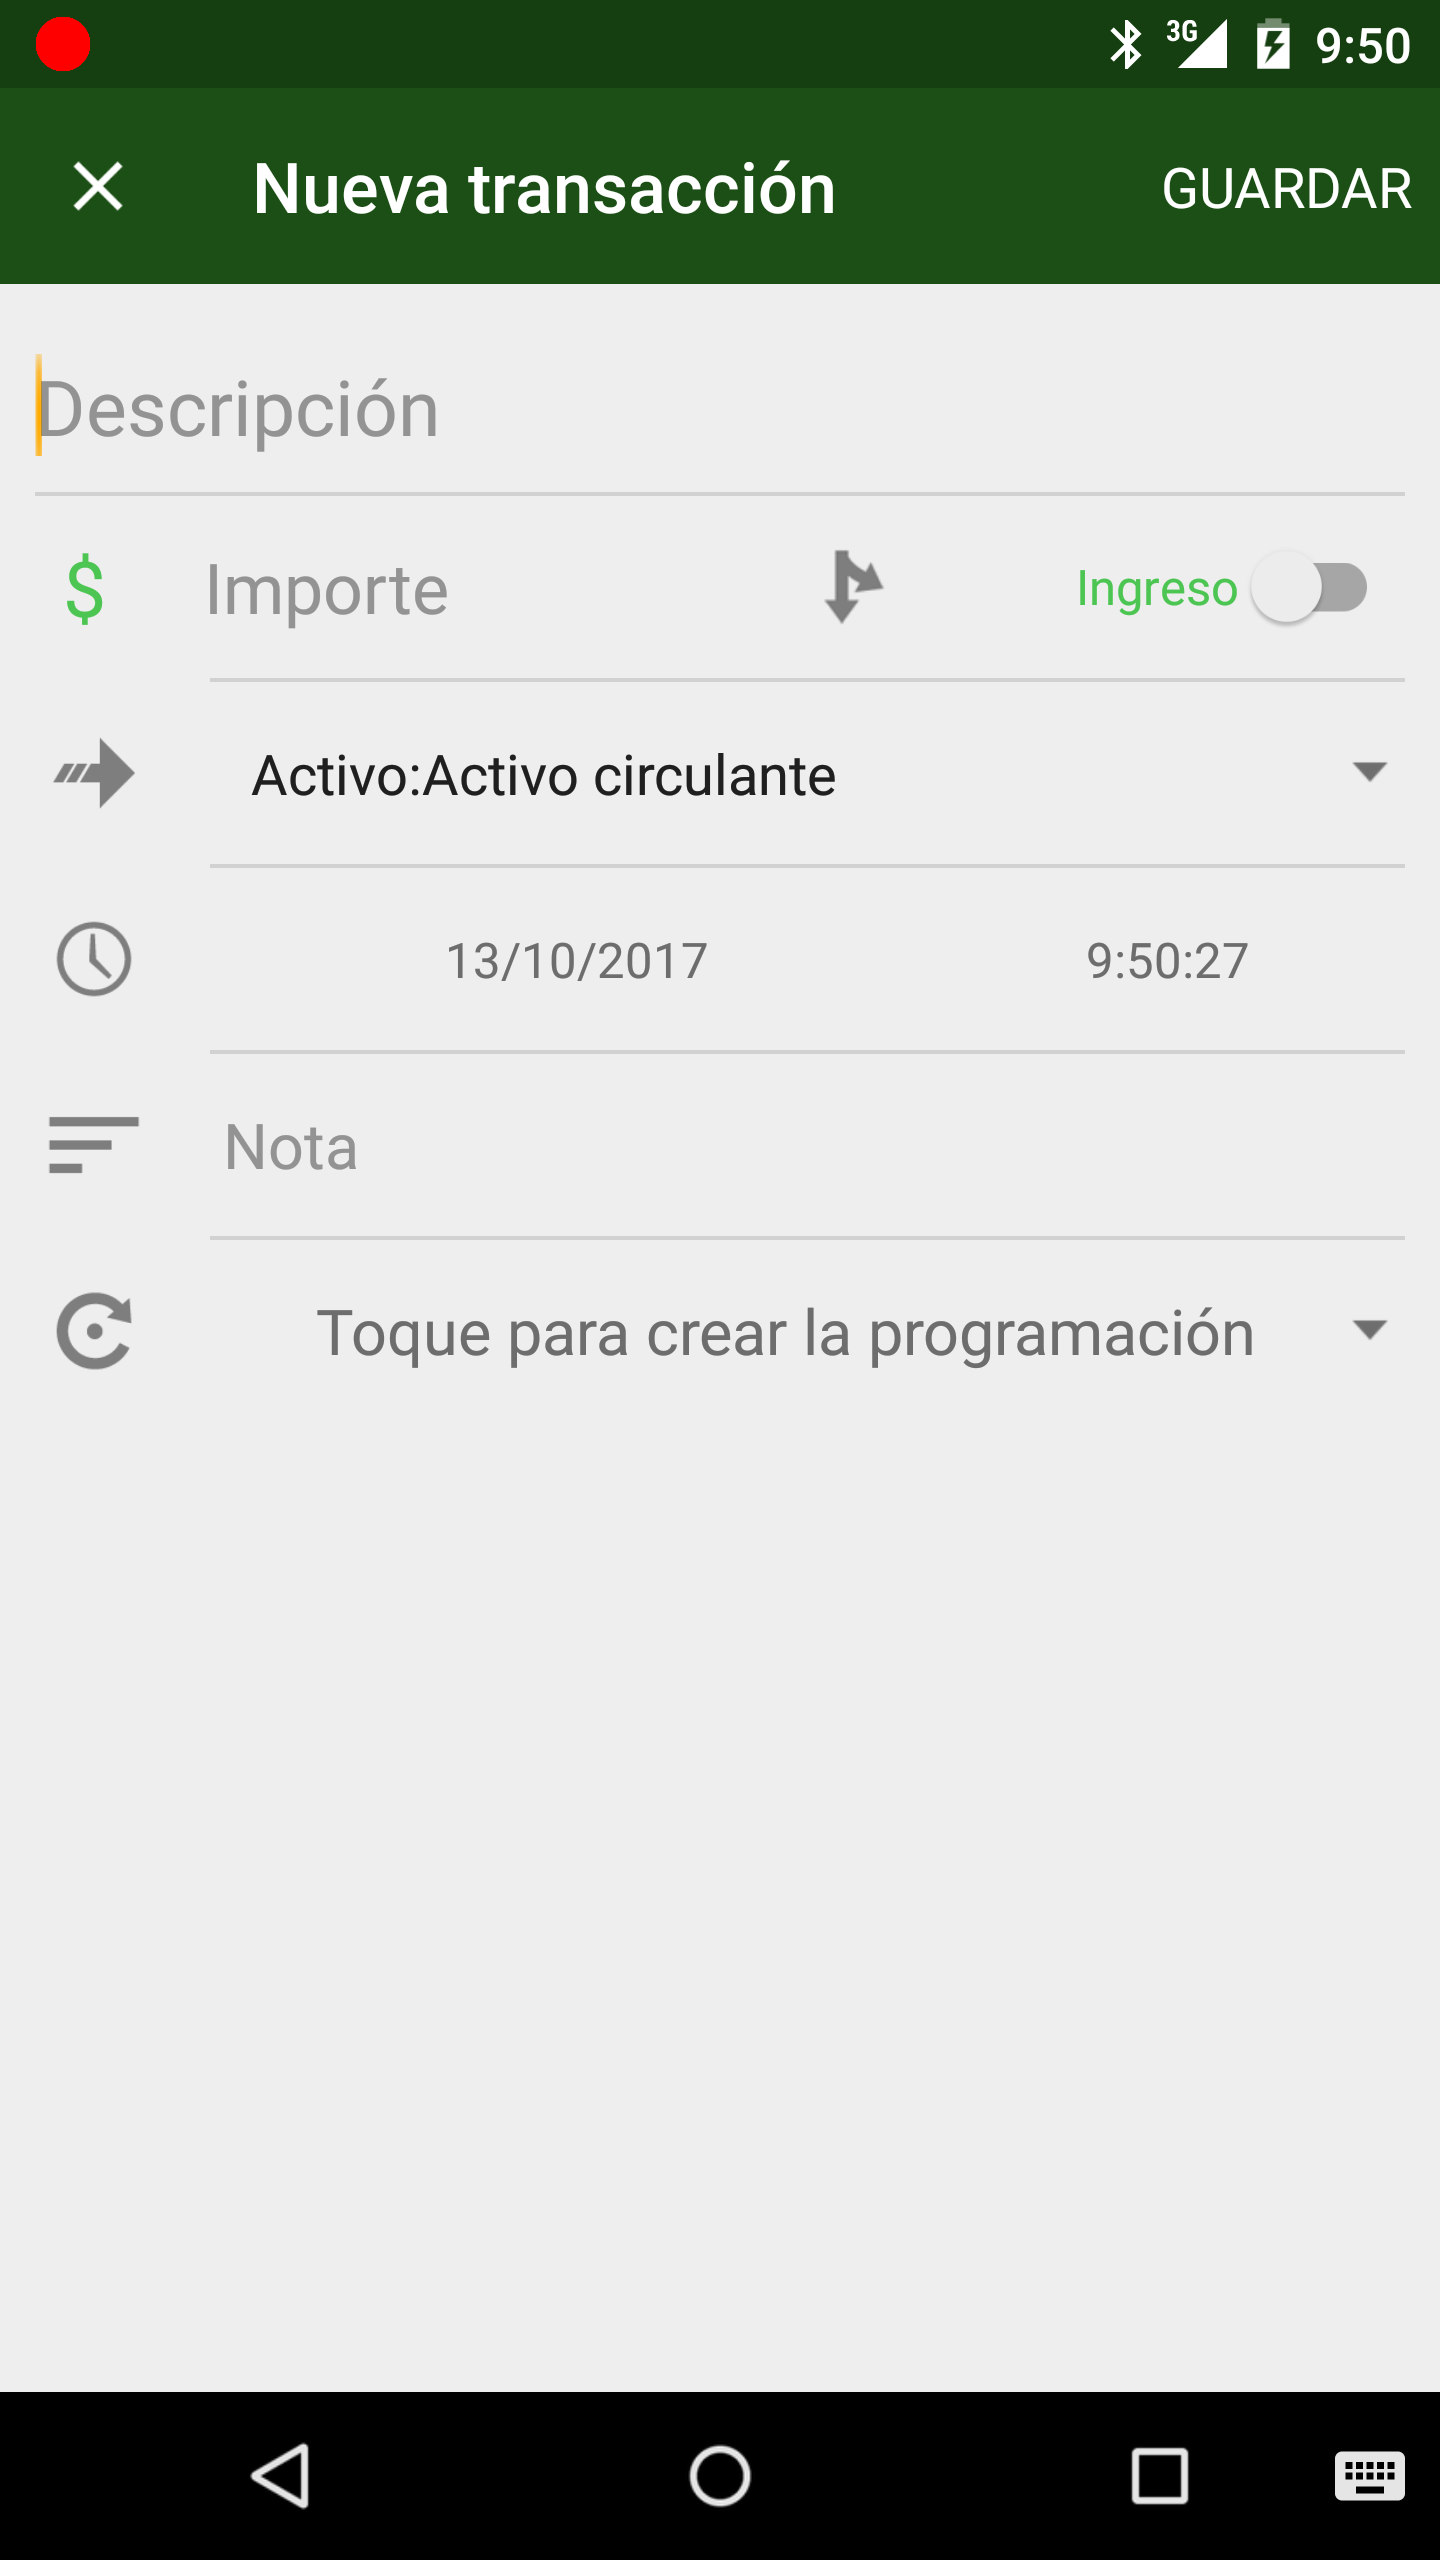 3G 9:50
Nueva transacción GUARDAR
Descripción
$ Importe Ingreso
Activo:Activo circulante
13/10/2017 9:50:27
Nota
Toque para crear la programación